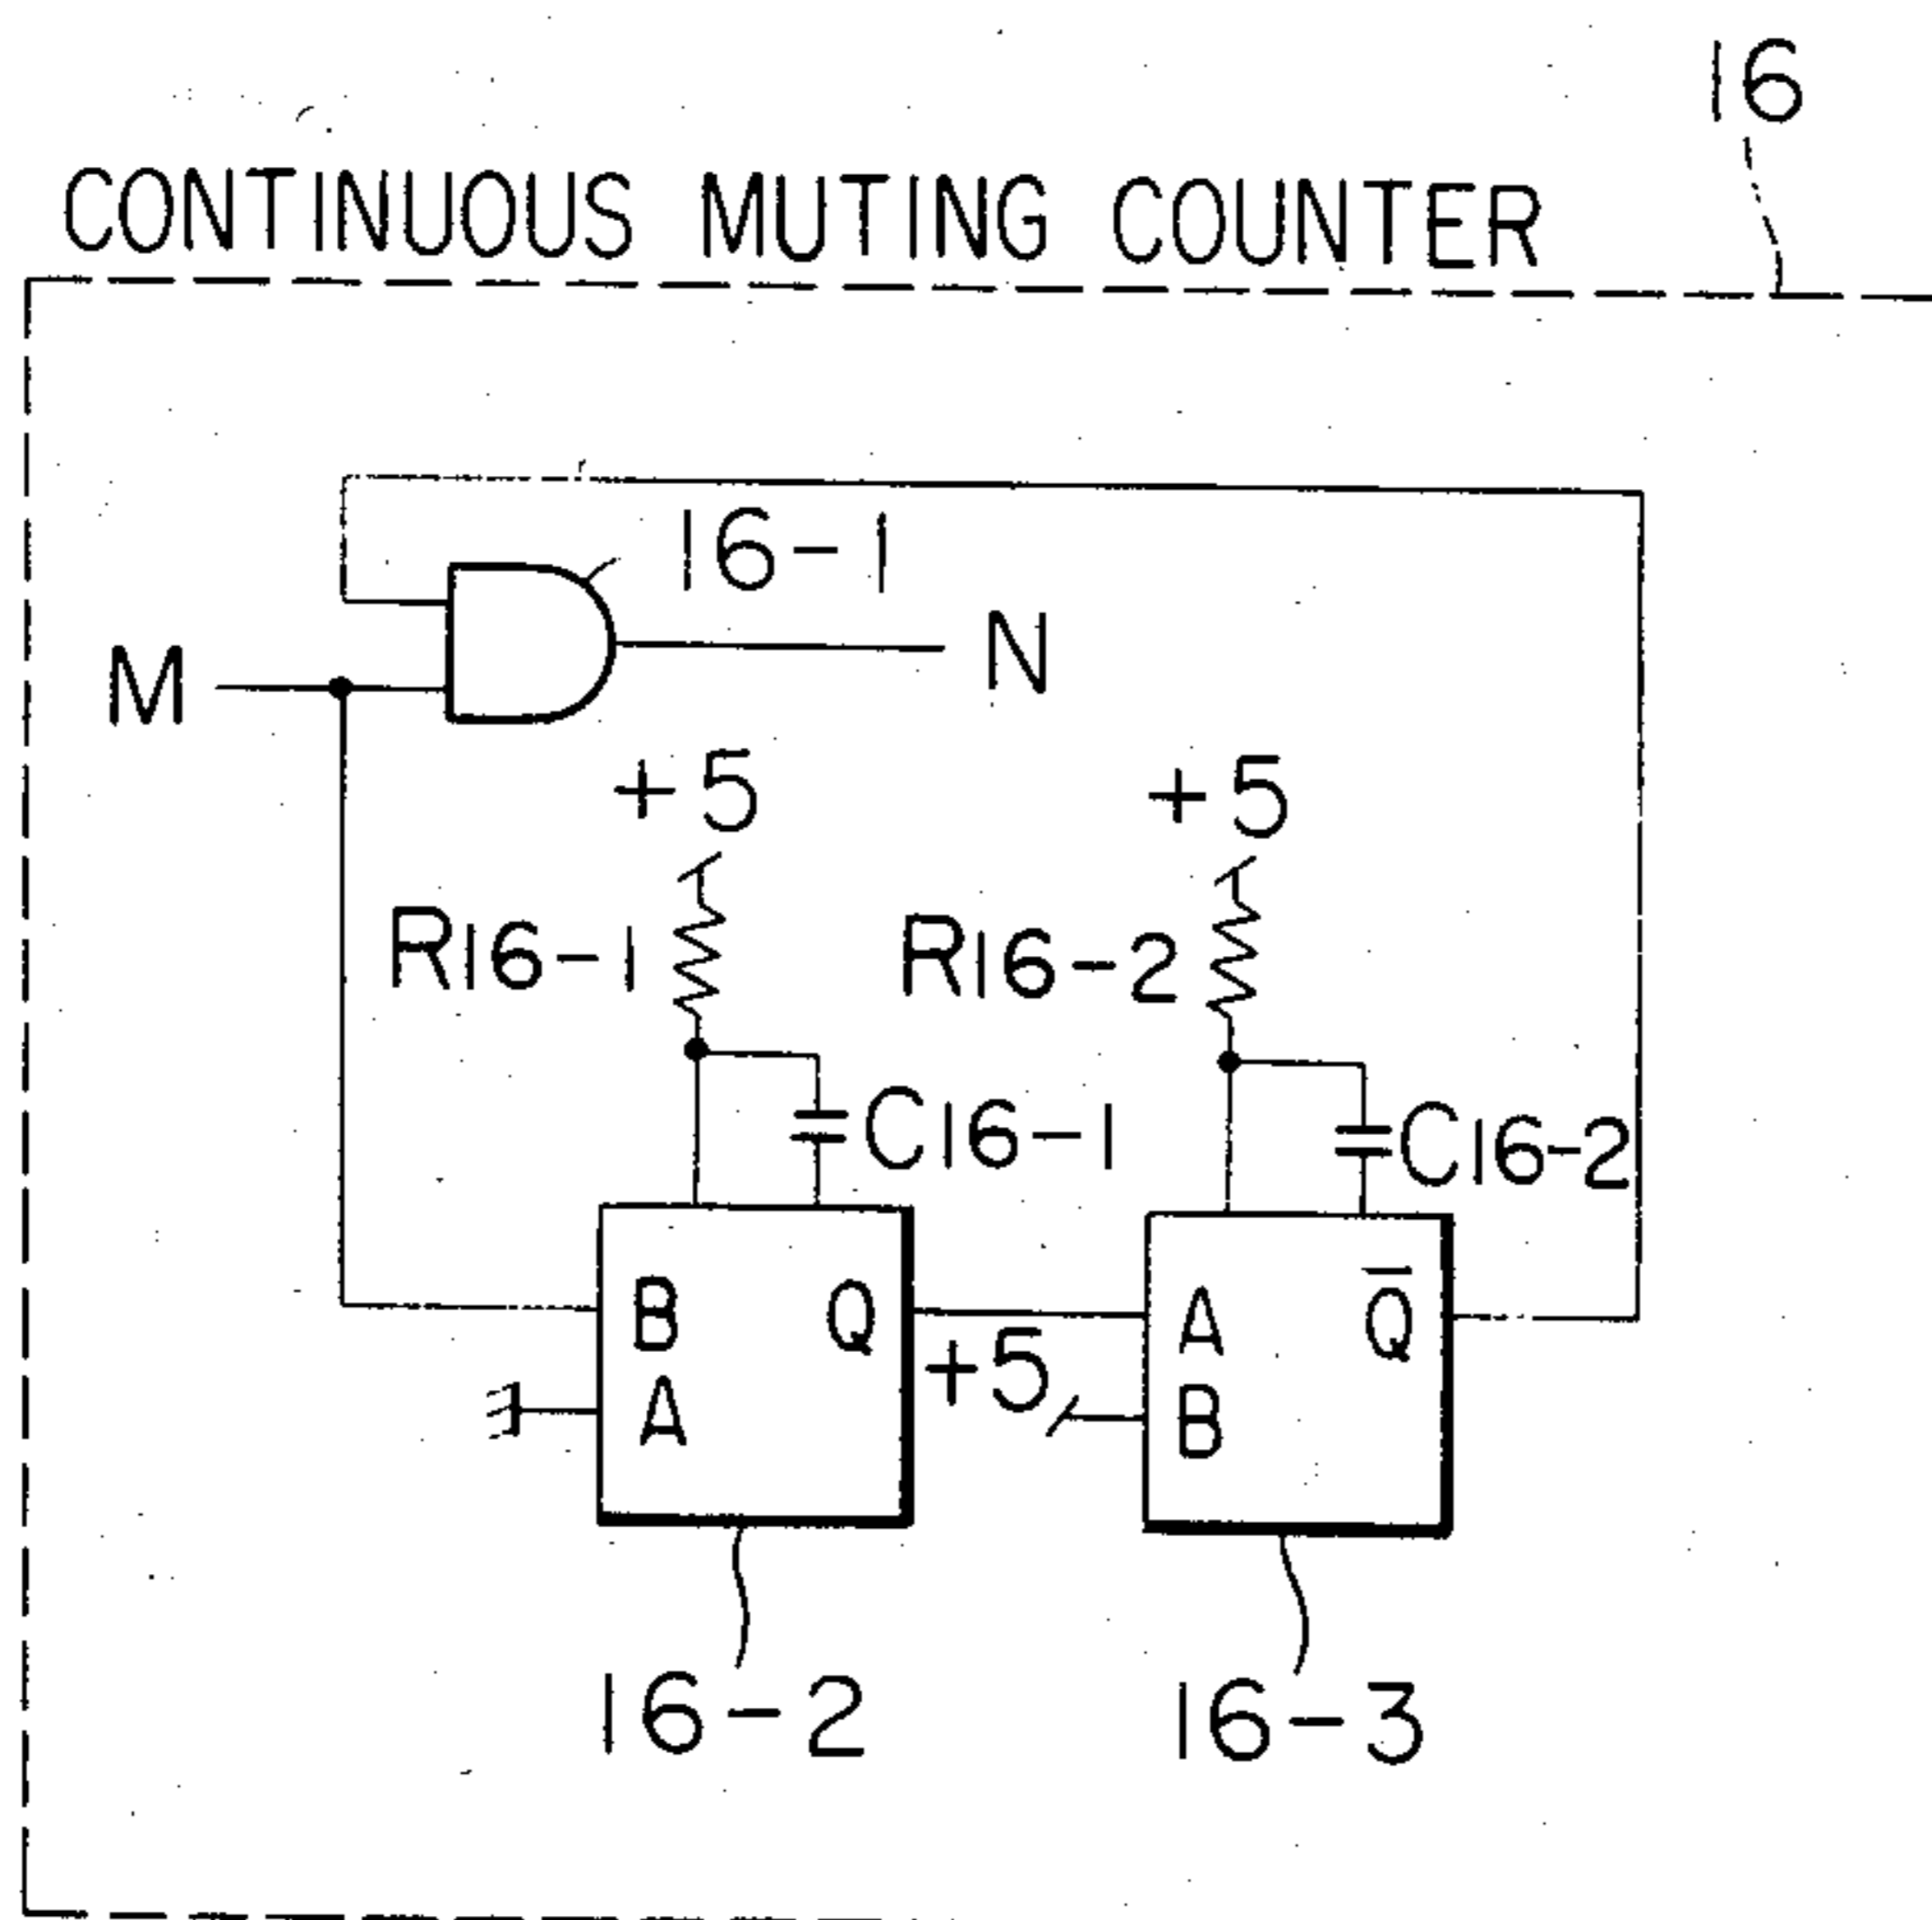 16
CONTINUOUS MUTING COUNTER
16-1
M
N
+5
+5
R16-1
R16-2
C16-1
C16-2
B Q
A
+5
A Q̅
B
16-2
16-3